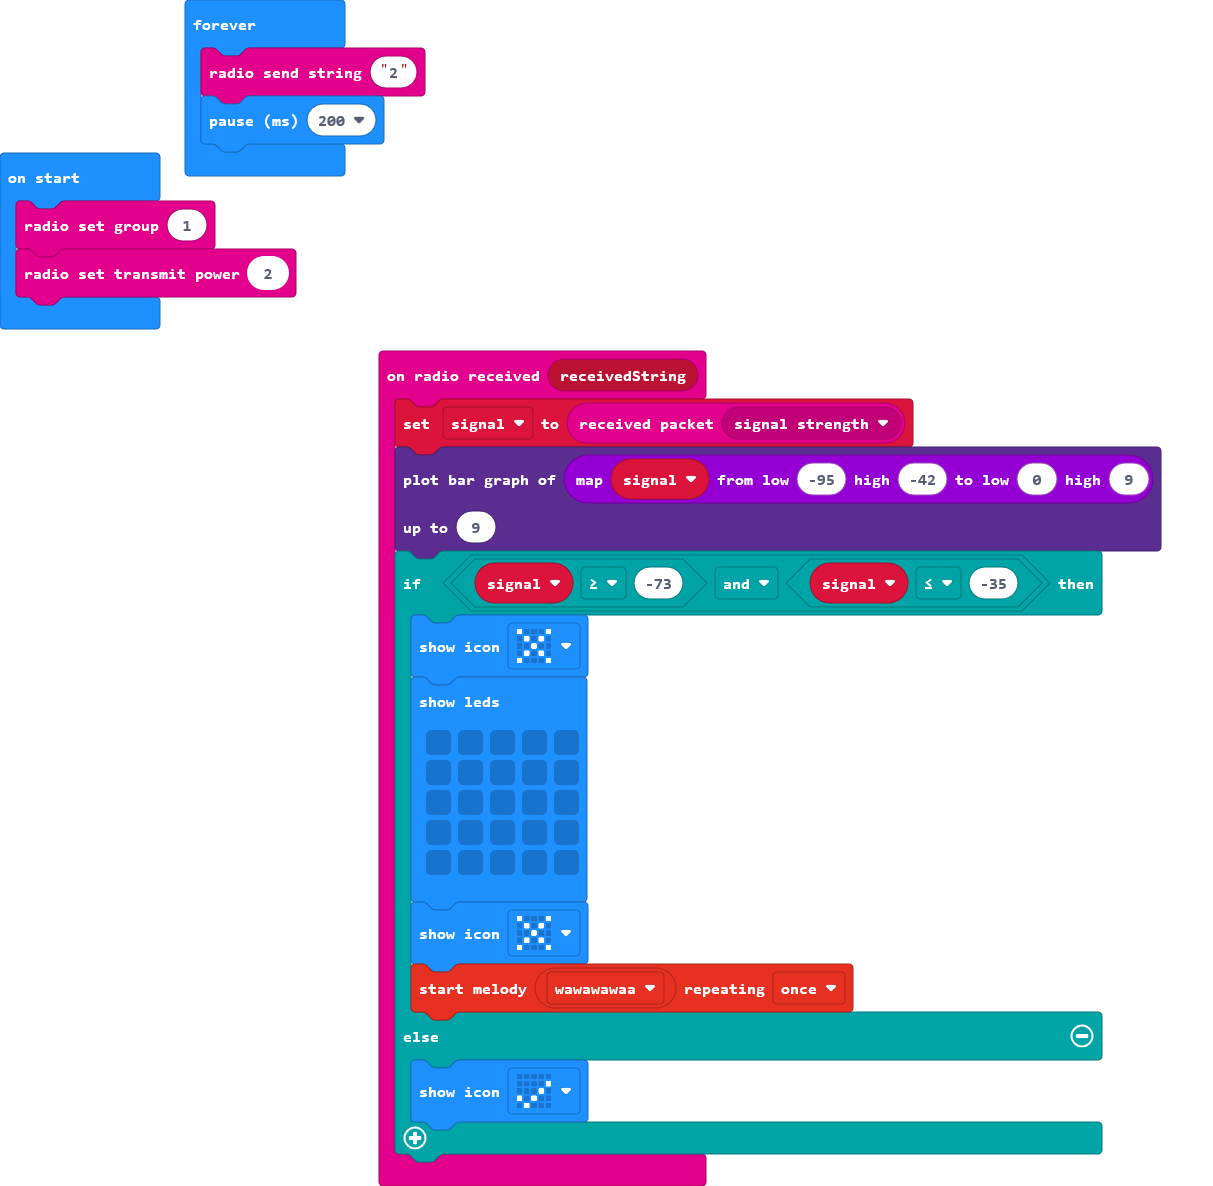 forever
radio send string "2"
pause (ms) 200
on start
radio set group 1
radio set transmit power 2
on radio received receivedString
set signal to received packet signal strength
plot bar graph of map signal from low -95 high -42 to low 0 high 9
up to 9
if signal ≥ -73 and signal ≤ -35 then
show icon
show leds
show icon
start melody wawawawaa repeating once
else
show icon